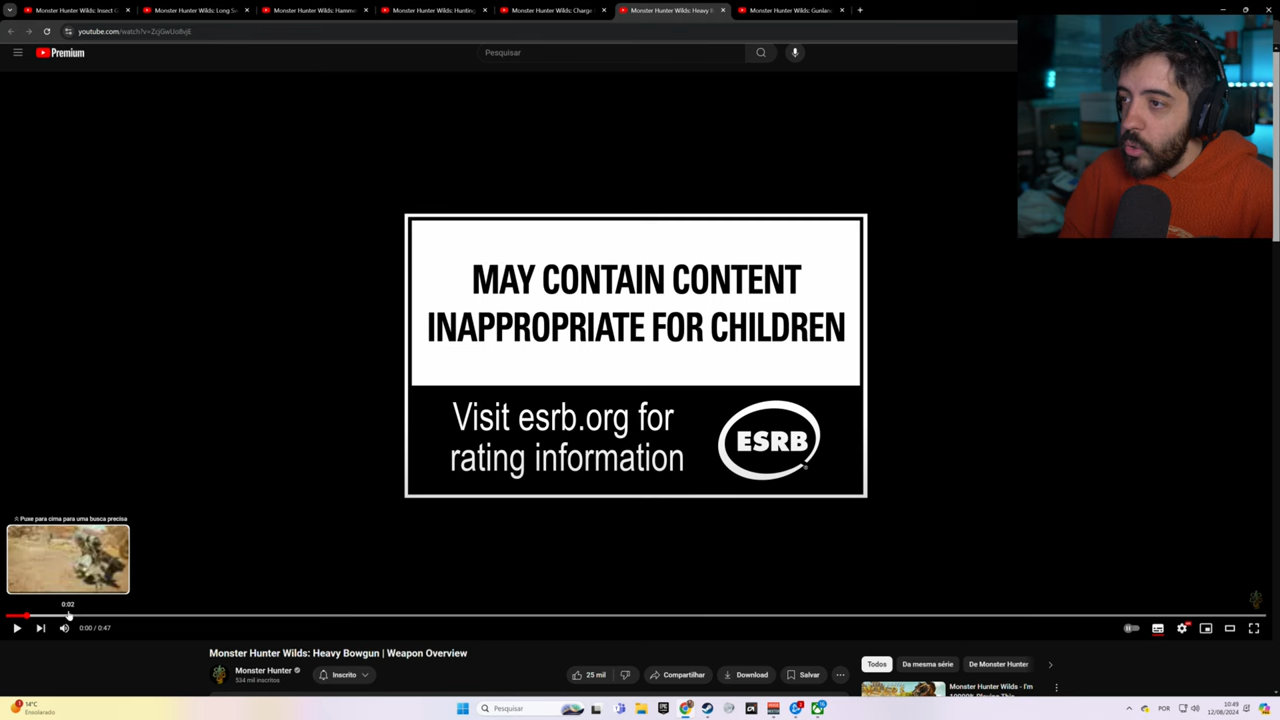 Monster Hunter Wilds: Insect G
Monster Hunter Wilds: Long Sw
Monster Hunter Wilds: Hamme
Monster Hunter Wilds: Hunting
Monster Hunter Wilds: Charge
Monster Hunter Wilds: Heavy B
Monster Hunter Wilds: Gunlan
youtube.com/watch?v=ZcjGwUo8vjE
Premium
Pesquisar
MAY CONTAIN CONTENT
INAPPROPRIATE FOR CHILDREN
Visit esrb.org for
rating information
ESRB
Puxe para cima para uma busca precisa
0:02
0:00 / 0:47
Monster Hunter Wilds: Heavy Bowgun | Weapon Overview
Monster Hunter
534 mil inscritos
Inscrito
25 mil
Compartilhar
Download
Salvar
Todos
Da mesma série
De Monster Hunter
Monster Hunter Wilds - I'm
14°C
Ensolarado
Pesquisar
POR
10:49
12/08/2024